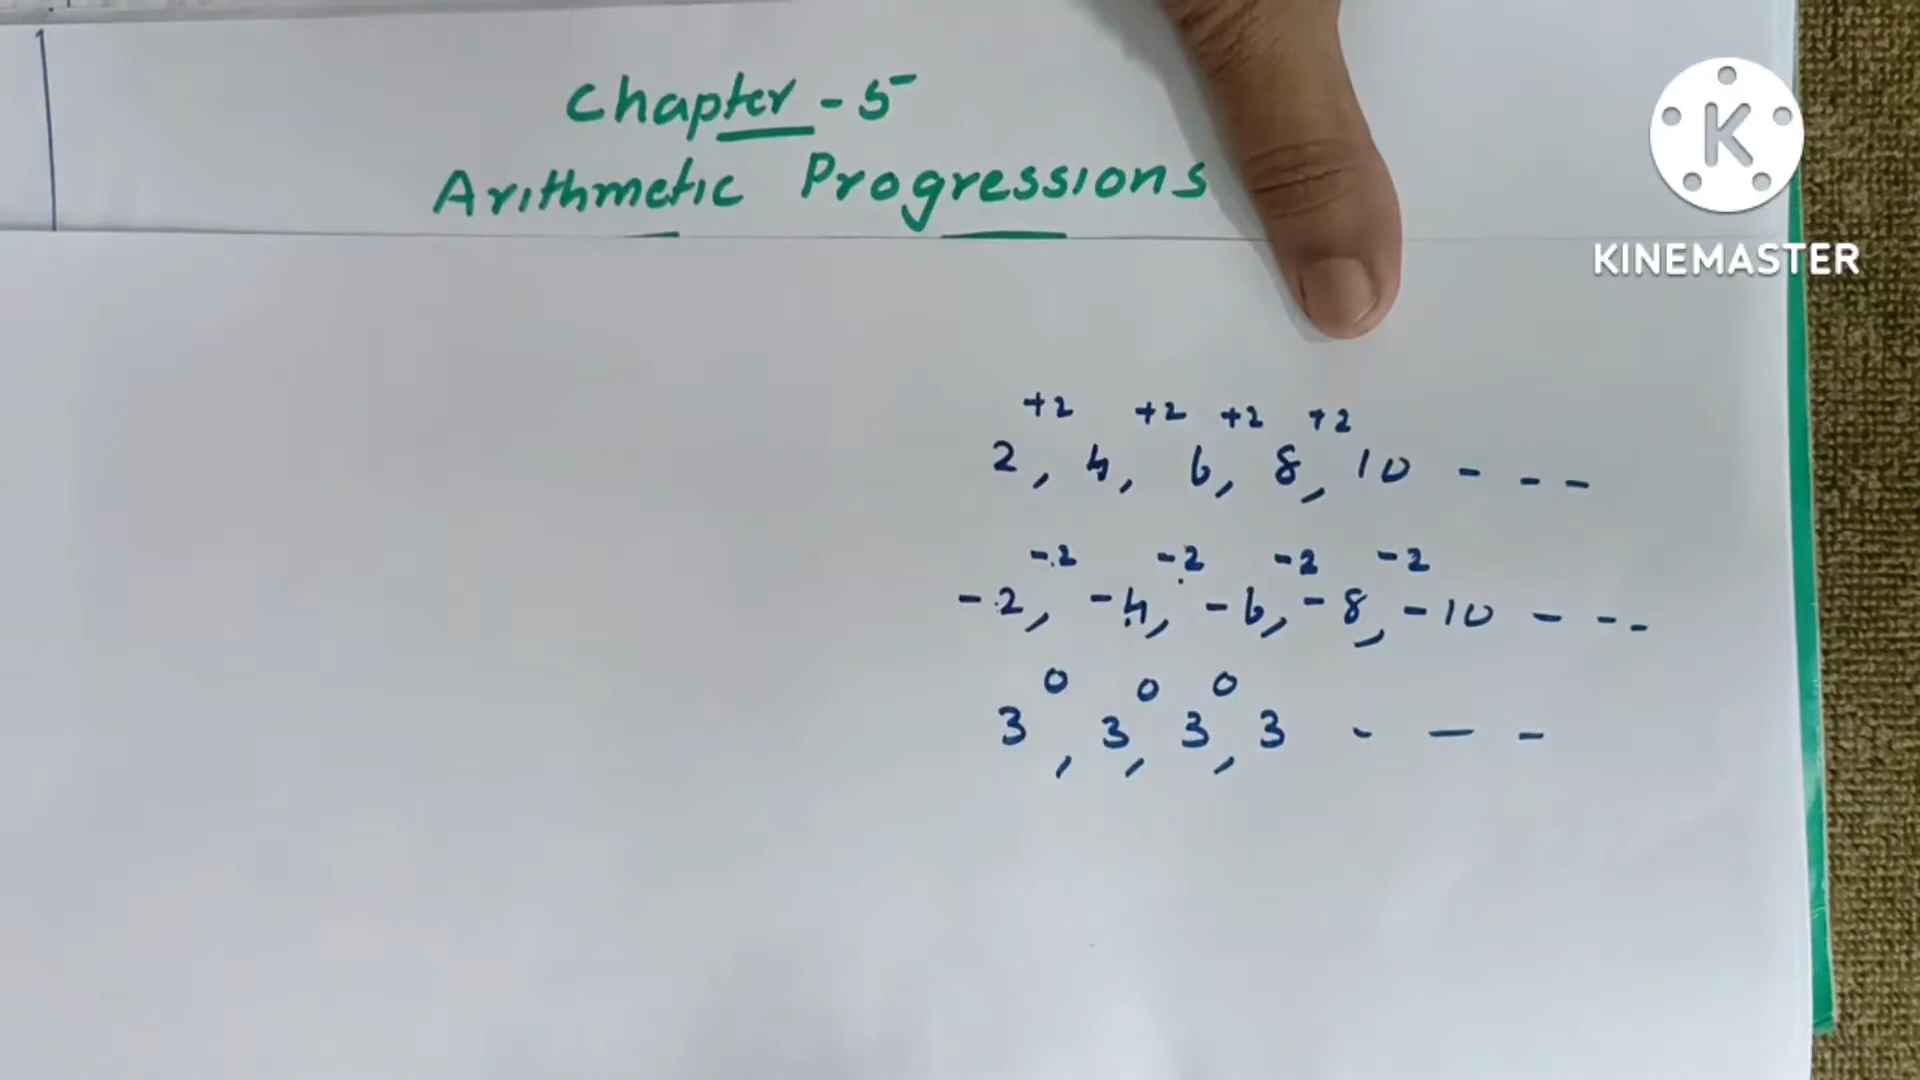 Chapter - 5
Arithmetic Progressions
K
KINEMASTER
+2 +2 +2 +2
2, 4, 6, 8, 10 - - -
-2 -2 -2 -2
-2, -4, -6, -8, -10 - - -
0 0 0
3, 3, 3, 3 - - -